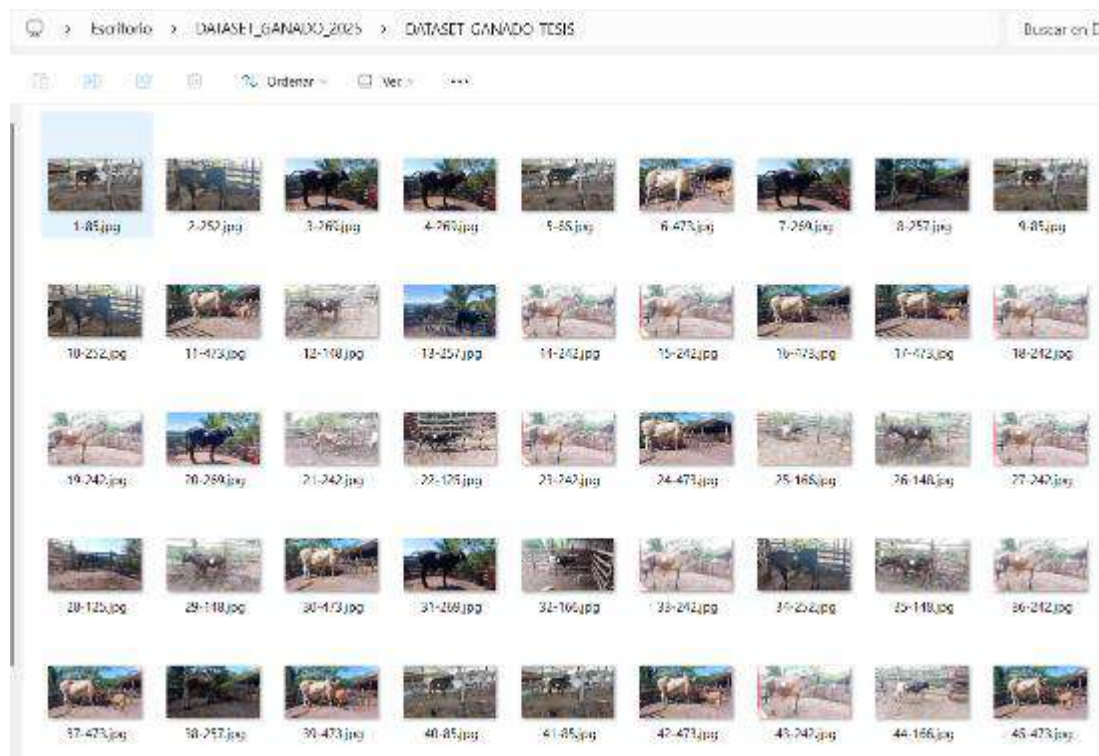 > Escritorio > DATASET_GANADO_2025 > DATASET GANADO TESIS
Buscar en D
Ordenar Ver ...
1-85.jpg 2-252.jpg 3-269.jpg 4-269.jpg 5-85.jpg 6-473.jpg 7-269.jpg 8-257.jpg 9-85.jpg
10-252.jpg 11-473.jpg 12-148.jpg 13-257.jpg 14-242.jpg 15-242.jpg 16-473.jpg 17-473.jpg 18-242.jpg
19-242.jpg 20-269.jpg 21-242.jpg 22-125.jpg 23-242.jpg 24-473.jpg 25-166.jpg 26-148.jpg 27-242.jpg
28-125.jpg 29-148.jpg 30-473.jpg 31-269.jpg 32-166.jpg 33-242.jpg 34-252.jpg 35-148.jpg 36-242.jpg
37-473.jpg 38-257.jpg 39-473.jpg 40-85.jpg 41-85.jpg 42-473.jpg 43-242.jpg 44-166.jpg 45-473.jpg